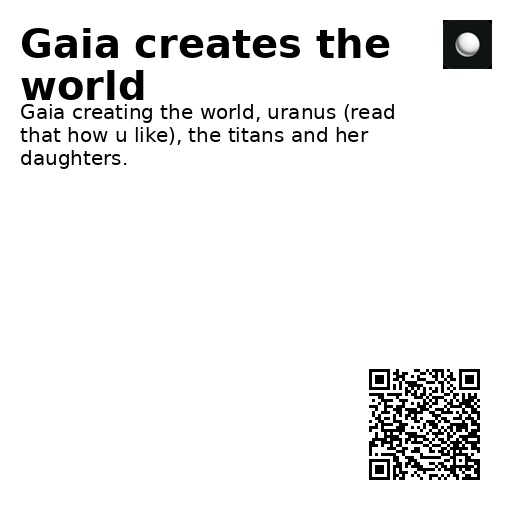 Gaia creates the
world
Gaia creating the world, uranus (read
that how u like), the titans and her
daughters.